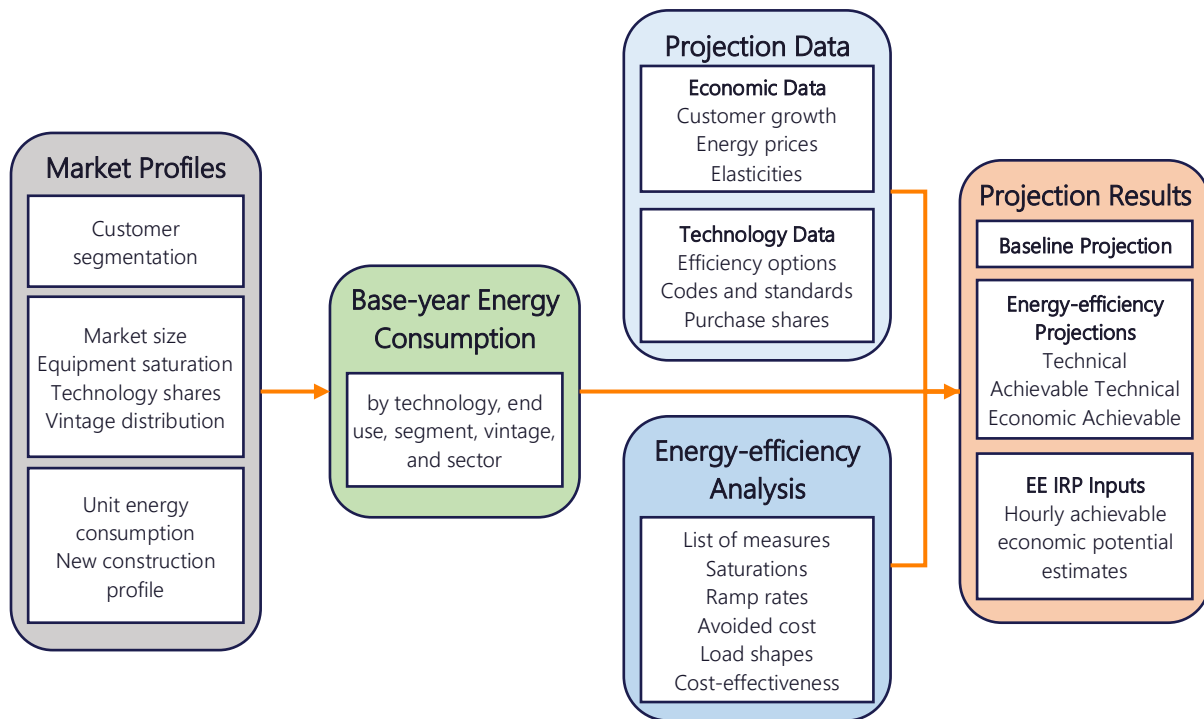 Market Profiles
Customer
segmentation
Market size
Equipment saturation
Technology shares
Vintage distribution
Unit energy
consumption
New construction
profile
Base-year Energy
Consumption
by technology, end
use, segment, vintage,
and sector
Projection Data
Economic Data
Customer growth
Energy prices
Elasticities
Technology Data
Efficiency options
Codes and standards
Purchase shares
Energy-efficiency
Analysis
List of measures
Saturations
Ramp rates
Avoided cost
Load shapes
Cost-effectiveness
Projection Results
Baseline Projection
Energy-efficiency
Projections
Technical
Achievable Technical
Economic Achievable
EE IRP Inputs
Hourly achievable
economic potential
estimates